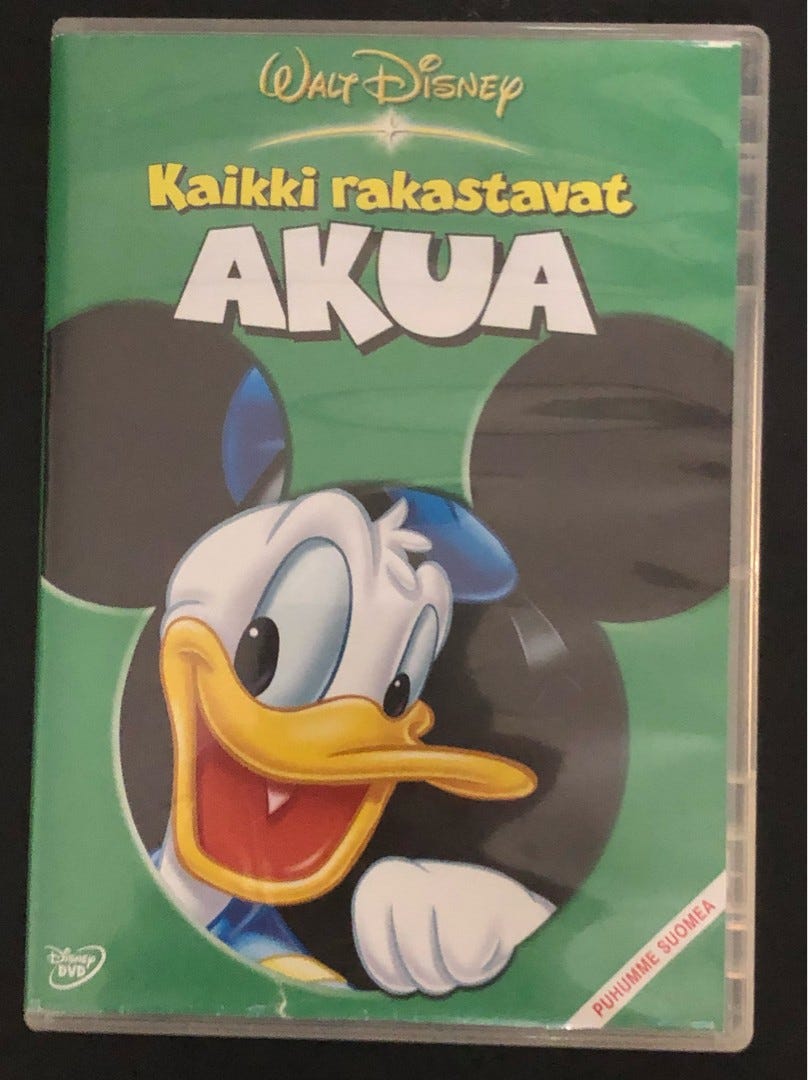 WALT DISNEY
Kaikki rakastavat
AKUA
DISNEY
DVD
PUHUMME SUOMEA